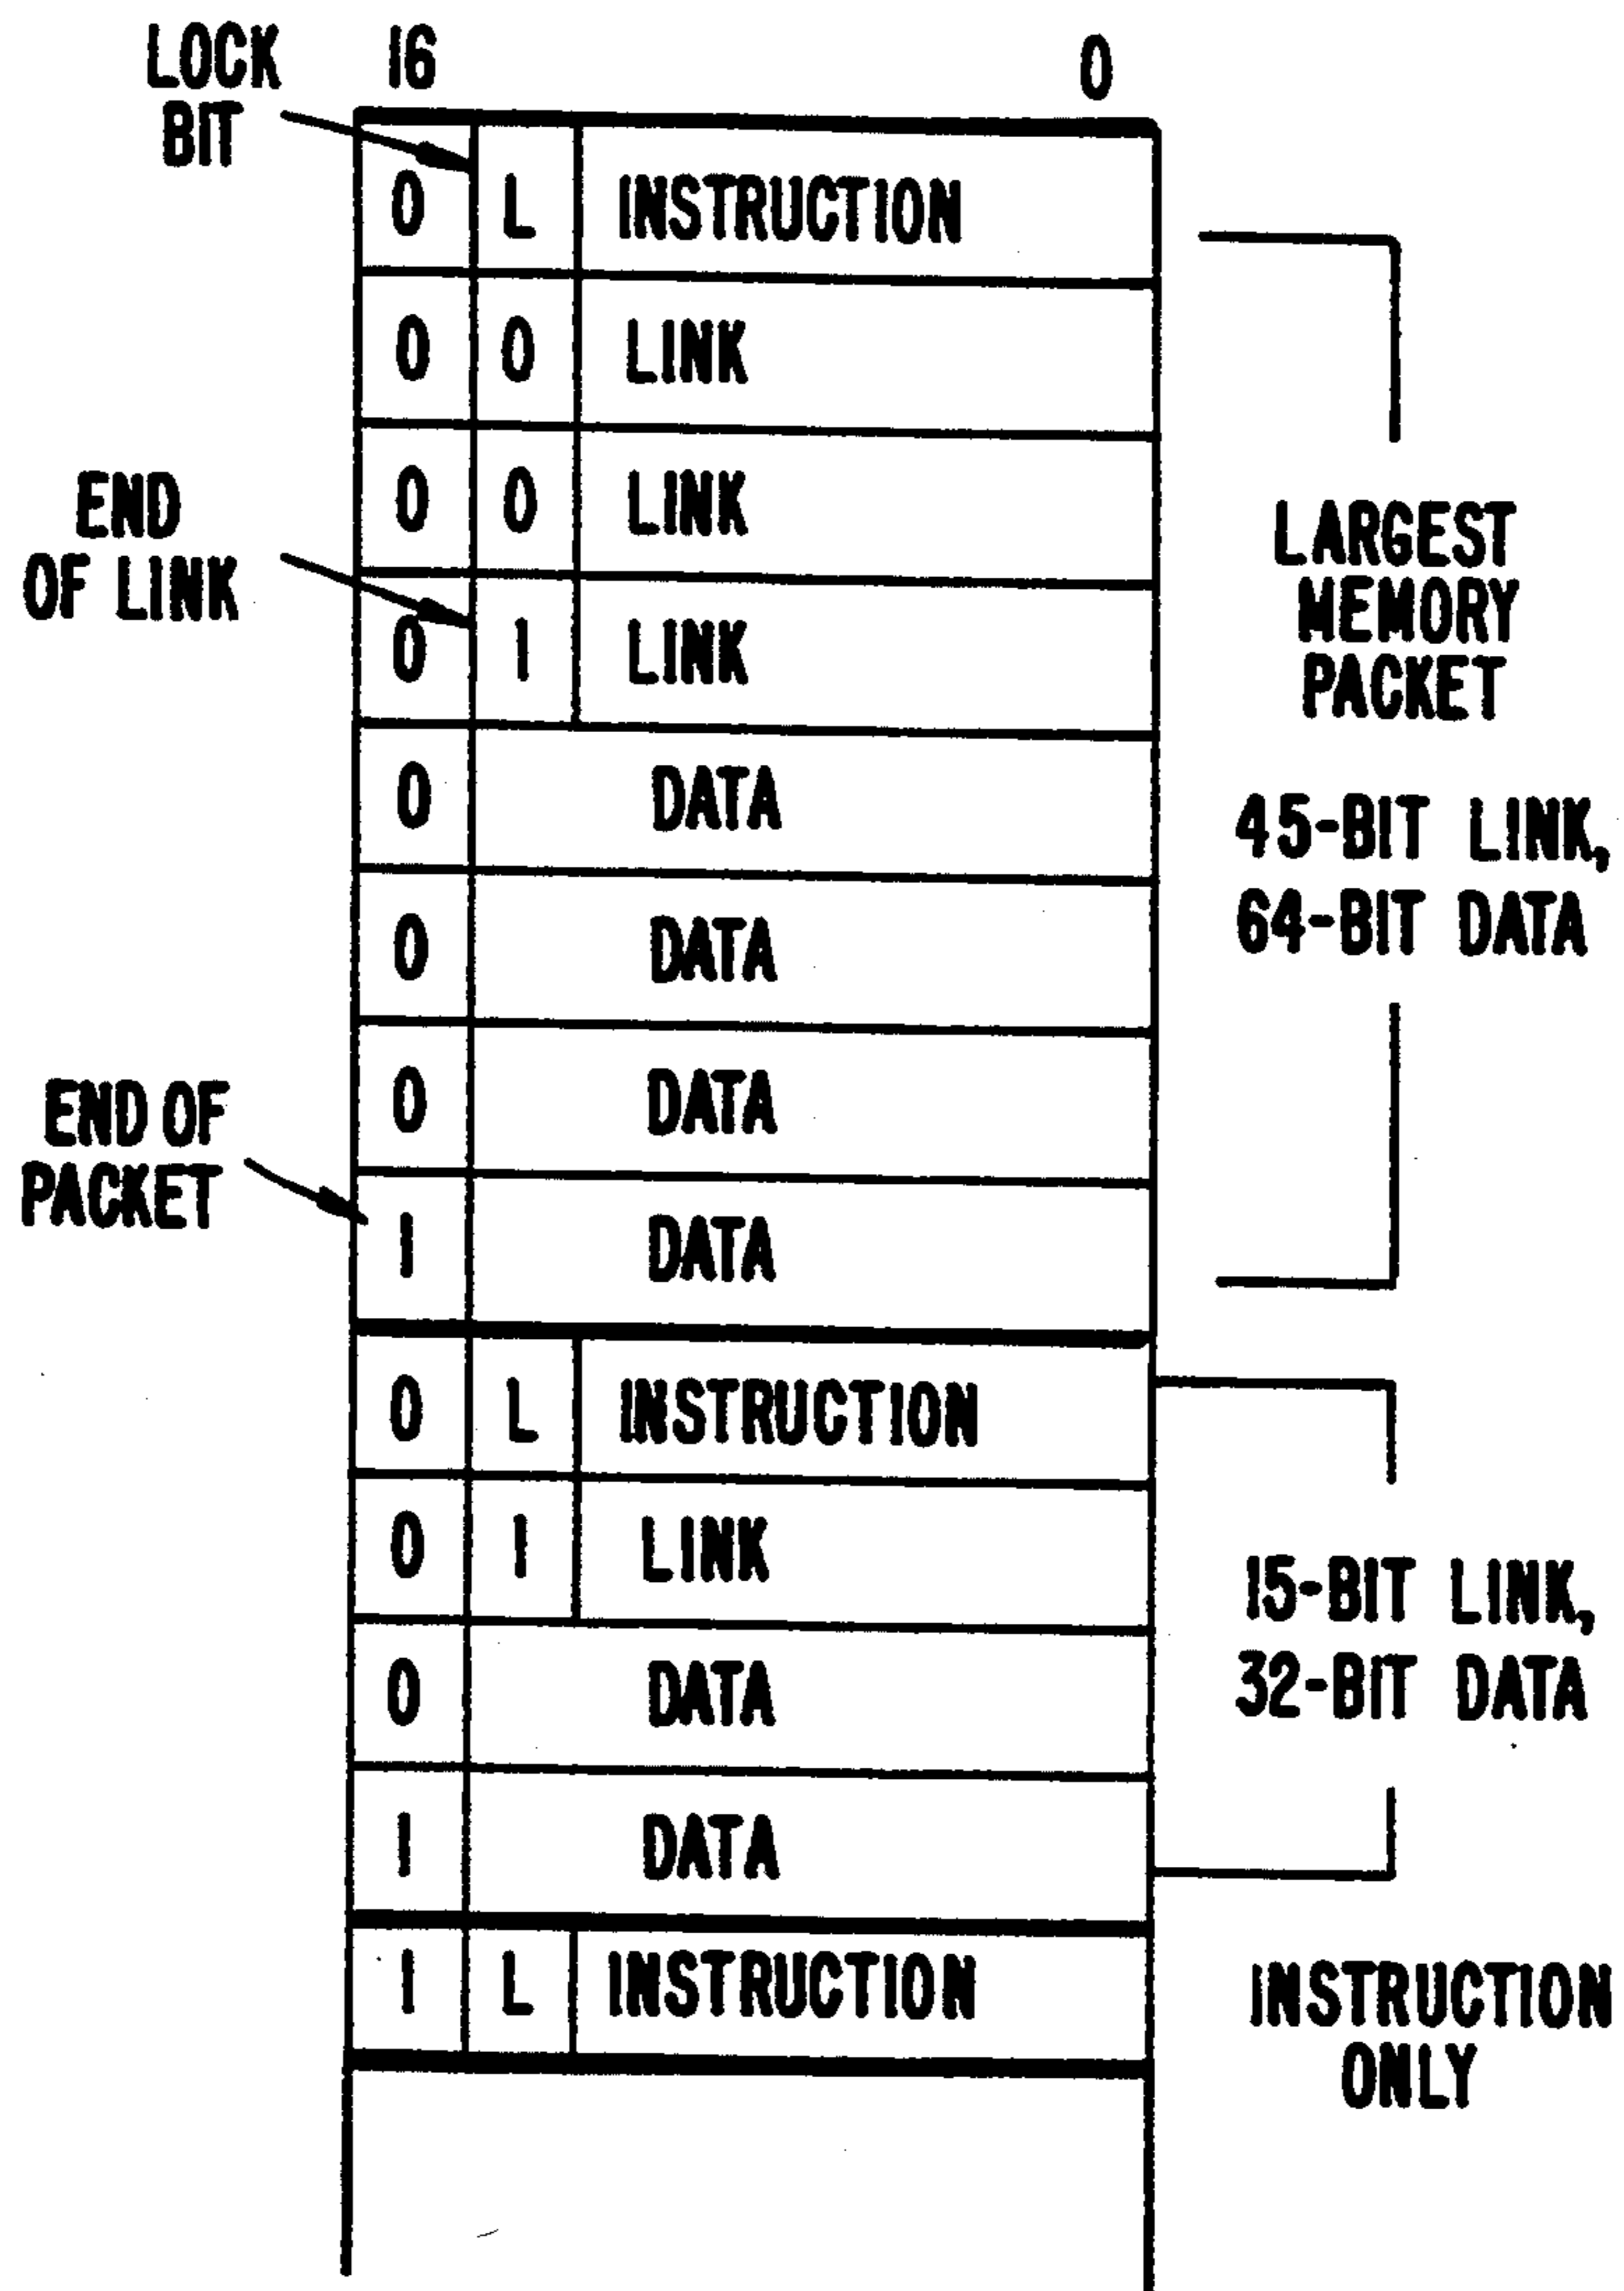 LOCK
BIT
16 0
0 L INSTRUCTION
0 0 LINK
0 0 LINK
END
OF LINK
0 1 LINK
LARGEST
MEMORY
PACKET
0 DATA
45-BIT LINK,
64-BIT DATA
0 DATA
0 DATA
END OF
PACKET
1 DATA
0 L INSTRUCTION
0 1 LINK
15-BIT LINK,
32-BIT DATA
0 DATA
1 DATA
1 L INSTRUCTION
INSTRUCTION
ONLY